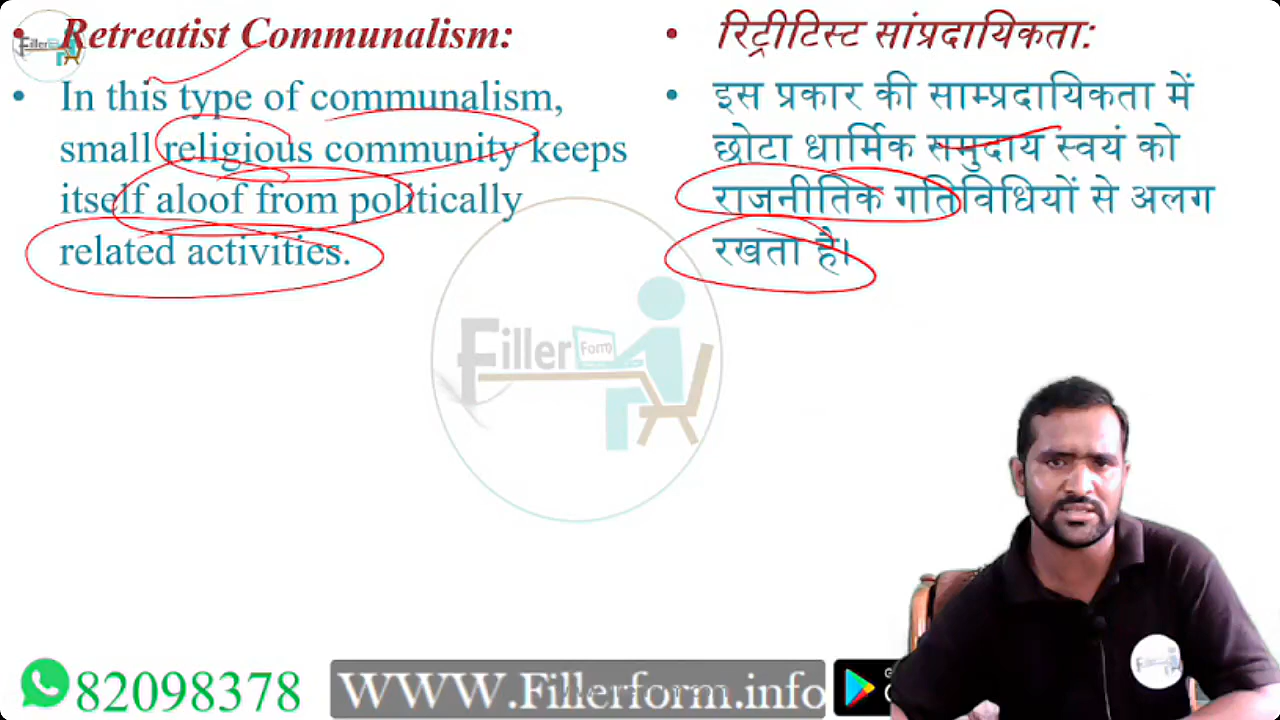 Retreatist Communalism:
In this type of communalism,
small religious community keeps
itself aloof from politically
related activities.
रिट्रीटिस्ट सांप्रदायिकता:
इस प्रकार की साम्प्रदायिकता में
छोटा धार्मिक समुदाय स्वयं को
राजनीतिक गतिविधियों से अलग
रखता है।
Filler Form
82098378
WWW.Fillerform.info